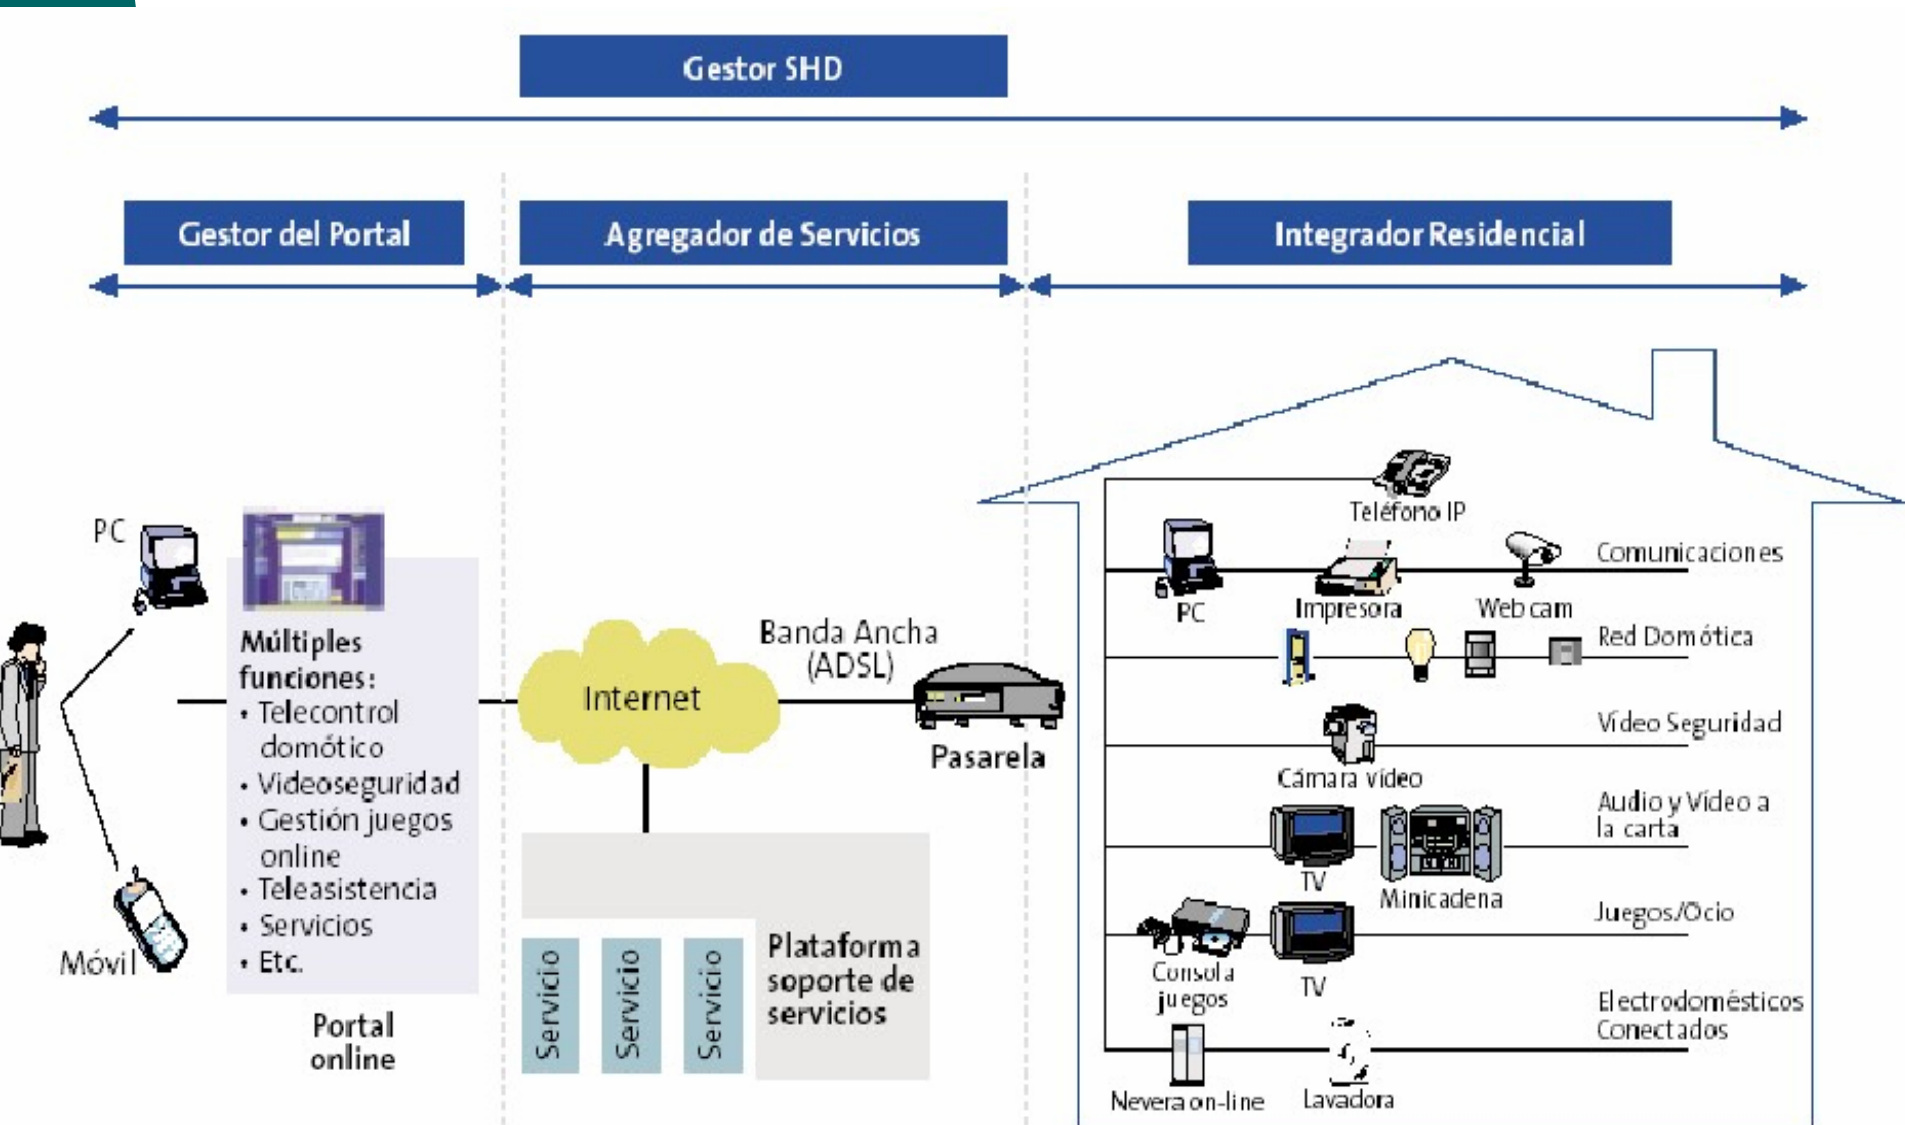 Gestor SHD
Gestor del Portal
Agregador de Servicios
Integrador Residencial
PC
Múltiples
funciones:
• Telecontrol
domótico
• Videoseguridad
• Gestión juegos
online
• Teleasistencia
• Servicios
• Etc.
Móvil
Portal
online
Internet
Banda Ancha
(ADSL)
Pasarela
Servicio
Servicio
Servicio
Plataforma
soporte de
servicios
Teléfono IP
Comunicaciones
PC
Impresora
Web cam
Red Domótica
Vídeo Seguridad
Cámara vídeo
Audio y Vídeo a
la carta
TV
Minicadena
Juegos/Ocio
Consola
juegos
TV
Electrodomésticos
Conectados
Nevera on-line
Lavadora